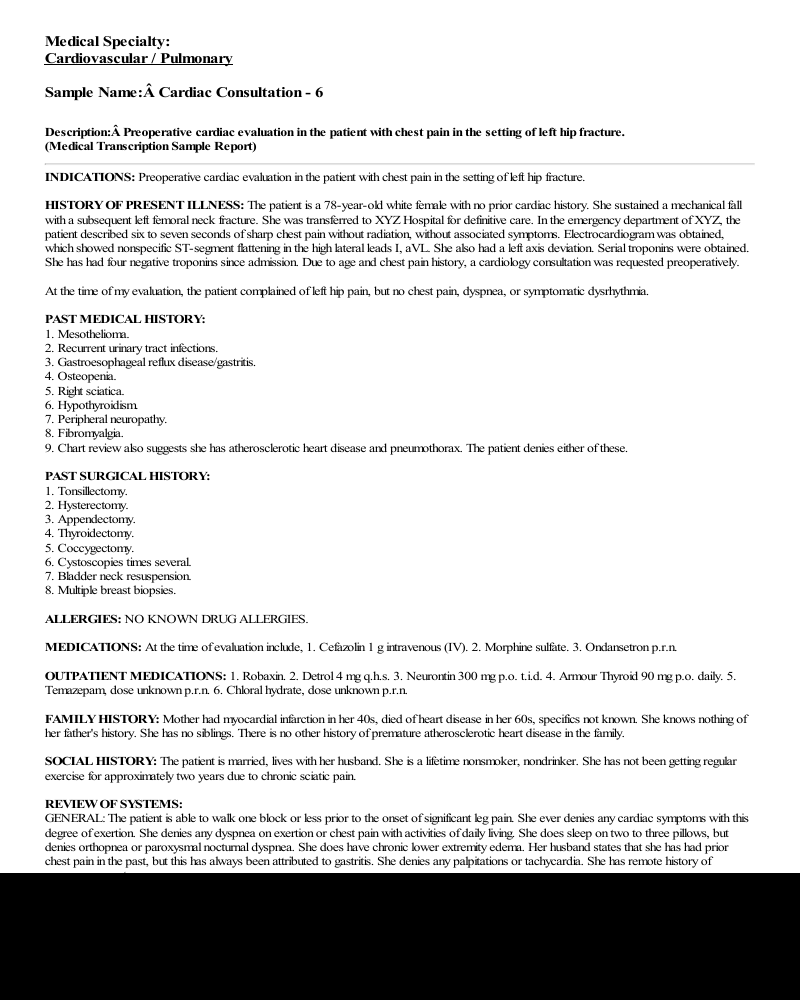 Medical Specialty:
Cardiovascular / Pulmonary
Sample Name:Â Cardiac Consultation - 6
Description:Â Preoperative cardiac evaluation in the patient with chest pain in the setting of left hip fracture.
(Medical Transcription Sample Report)
INDICATIONS: Preoperative cardiac evaluation in the patient with chest pain in the setting of left hip fracture.
HISTORY OF PRESENT ILLNESS: The patient is a 78-year-old white female with no prior cardiac history. She sustained a mechanical fall
with a subsequent left femoral neck fracture. She was transferred to XYZ Hospital for definitive care. In the emergency department of XYZ, the
patient described six to seven seconds of sharp chest pain without radiation, without associated symptoms. Electrocardiogram was obtained,
which showed nonspecific ST-segment flattening in the high lateral leads I, aVL. She also had a left axis deviation. Serial troponins were obtained.
She has had four negative troponins since admission. Due to age and chest pain history, a cardiology consultation was requested preoperatively.
At the time of my evaluation, the patient complained of left hip pain, but no chest pain, dyspnea, or symptomatic dysrhythmia.
PAST MEDICAL HISTORY:
1. Mesothelioma.
2. Recurrent urinary tract infections.
3. Gastroesophageal reflux disease/gastritis.
4. Osteopenia.
5. Right sciatica.
6. Hypothyroidism.
7. Peripheral neuropathy.
8. Fibromyalgia.
9. Chart review also suggests she has atherosclerotic heart disease and pneumothorax. The patient denies either of these.
PAST SURGICAL HISTORY:
1. Tonsillectomy.
2. Hysterectomy.
3. Appendectomy.
4. Thyroidectomy.
5. Coccygectomy.
6. Cystoscopies times several.
7. Bladder neck resuspension.
8. Multiple breast biopsies.
ALLERGIES: NO KNOWN DRUG ALLERGIES.
MEDICATIONS: At the time of evaluation include, 1. Cefazolin 1 g intravenous (IV). 2. Morphine sulfate. 3. Ondansetron p.r.n.
OUTPATIENT MEDICATIONS: 1. Robaxin. 2. Detrol 4 mg q.h.s. 3. Neurontin 300 mg p.o. t.i.d. 4. Armour Thyroid 90 mg p.o. daily. 5.
Temazepam, dose unknown p.r.n. 6. Chloral hydrate, dose unknown p.r.n.
FAMILY HISTORY: Mother had myocardial infarction in her 40s, died of heart disease in her 60s, specifics not known. She knows nothing of
her father's history. She has no siblings. There is no other history of premature atherosclerotic heart disease in the family.
SOCIAL HISTORY: The patient is married, lives with her husband. She is a lifetime nonsmoker, nondrinker. She has not been getting regular
exercise for approximately two years due to chronic sciatic pain.
REVIEW OF SYSTEMS:
GENERAL: The patient is able to walk one block or less prior to the onset of significant leg pain. She ever denies any cardiac symptoms with this
degree of exertion. She denies any dyspnea on exertion or chest pain with activities of daily living. She does sleep on two to three pillows, but
denies orthopnea or paroxysmal nocturnal dyspnea. She does have chronic lower extremity edema. Her husband states that she has had prior
chest pain in the past, but this has always been attributed to gastritis. She denies any palpitations or tachycardia. She has remote history of